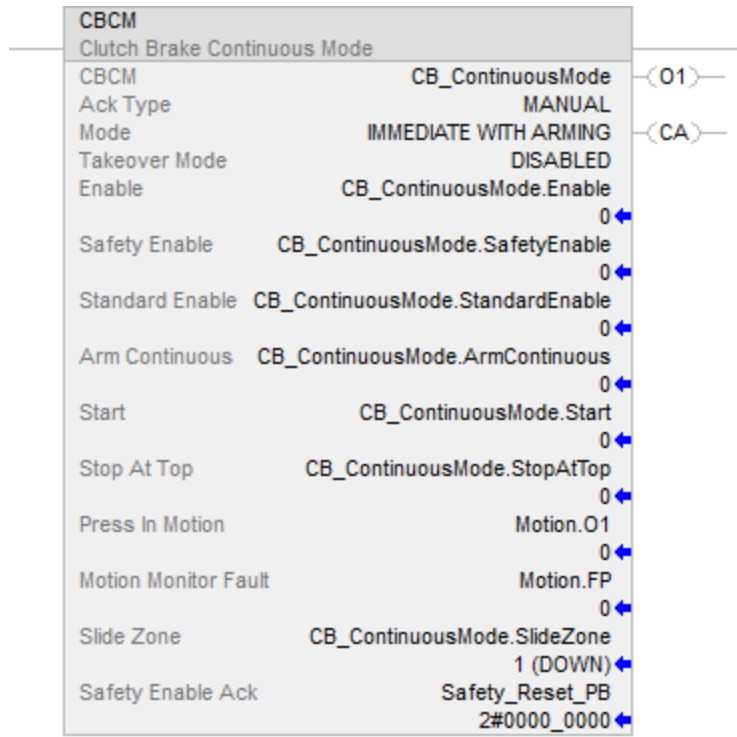 CBCM
Clutch Brake Continuous Mode
CBCM CB_ContinuousMode O1
Ack Type MANUAL
Mode IMMEDIATE WITH ARMING CA
Takeover Mode DISABLED
Enable CB_ContinuousMode.Enable
0
Safety Enable CB_ContinuousMode.SafetyEnable
0
Standard Enable CB_ContinuousMode.StandardEnable
0
Arm Continuous CB_ContinuousMode.ArmContinuous
0
Start CB_ContinuousMode.Start
0
Stop At Top CB_ContinuousMode.StopAtTop
0
Press In Motion Motion.O1
0
Motion Monitor Fault Motion.FP
0
Slide Zone CB_ContinuousMode.SlideZone
1 (DOWN)
Safety Enable Ack Safety_Reset_PB
2#0000_0000